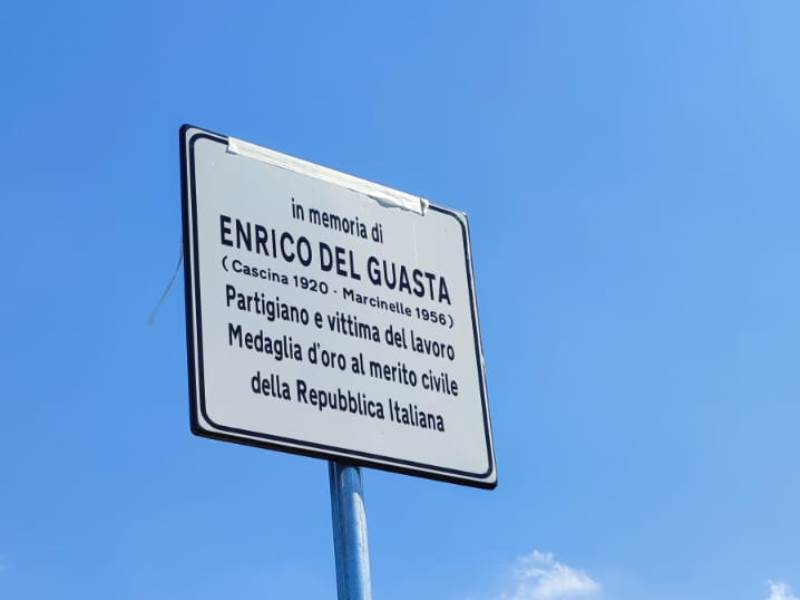 in memoria di
ENRICO DEL GUASTA
(Cascina 1920 - Marcinelle 1956)
Partigiano e vittima del lavoro
Medaglia d'oro al merito civile
della Repubblica Italiana